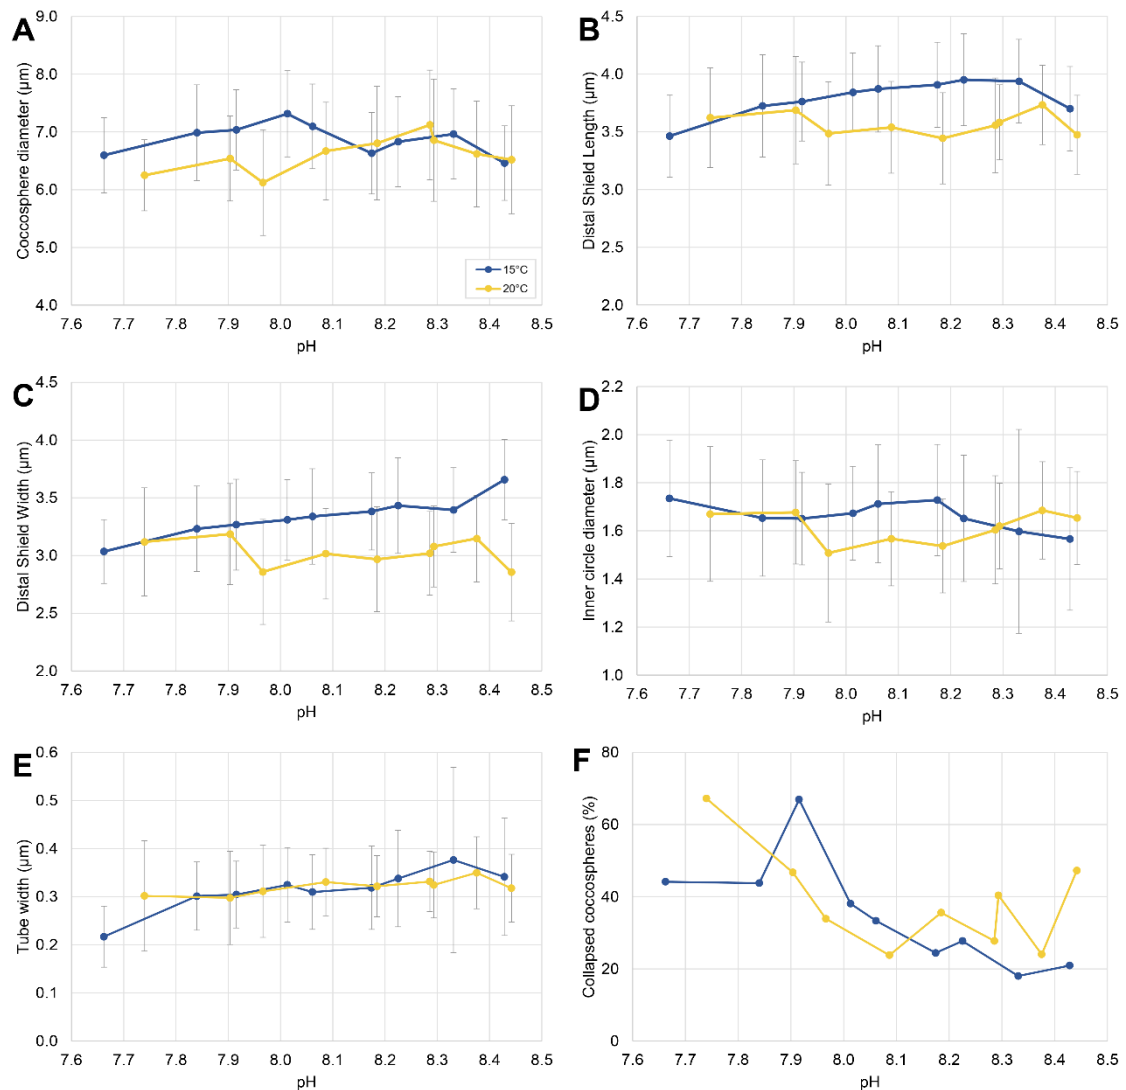 A
Coccosphere diameter (µm)
9.0
8.0
7.0
6.0
5.0
4.0
15°C
20°C
7.6 7.7 7.8 7.9 8.0 8.1 8.2 8.3 8.4 8.5
pH
B
Distal Shield Length (µm)
4.5
4.0
3.5
3.0
2.5
2.0
7.6 7.7 7.8 7.9 8.0 8.1 8.2 8.3 8.4 8.5
pH
C
Distal Shield Width (µm)
4.5
4.0
3.5
3.0
2.5
2.0
7.6 7.7 7.8 7.9 8.0 8.1 8.2 8.3 8.4 8.5
pH
D
Inner circle diameter (µm)
2.2
2.0
1.8
1.6
1.4
1.2
1.0
7.6 7.7 7.8 7.9 8.0 8.1 8.2 8.3 8.4 8.5
pH
E
Tube width (µm)
0.6
0.5
0.4
0.3
0.2
0.1
0.0
7.6 7.7 7.8 7.9 8.0 8.1 8.2 8.3 8.4 8.5
pH
F
Collapsed coccospheres (%)
80
60
40
20
0
7.6 7.7 7.8 7.9 8.0 8.1 8.2 8.3 8.4 8.5
pH